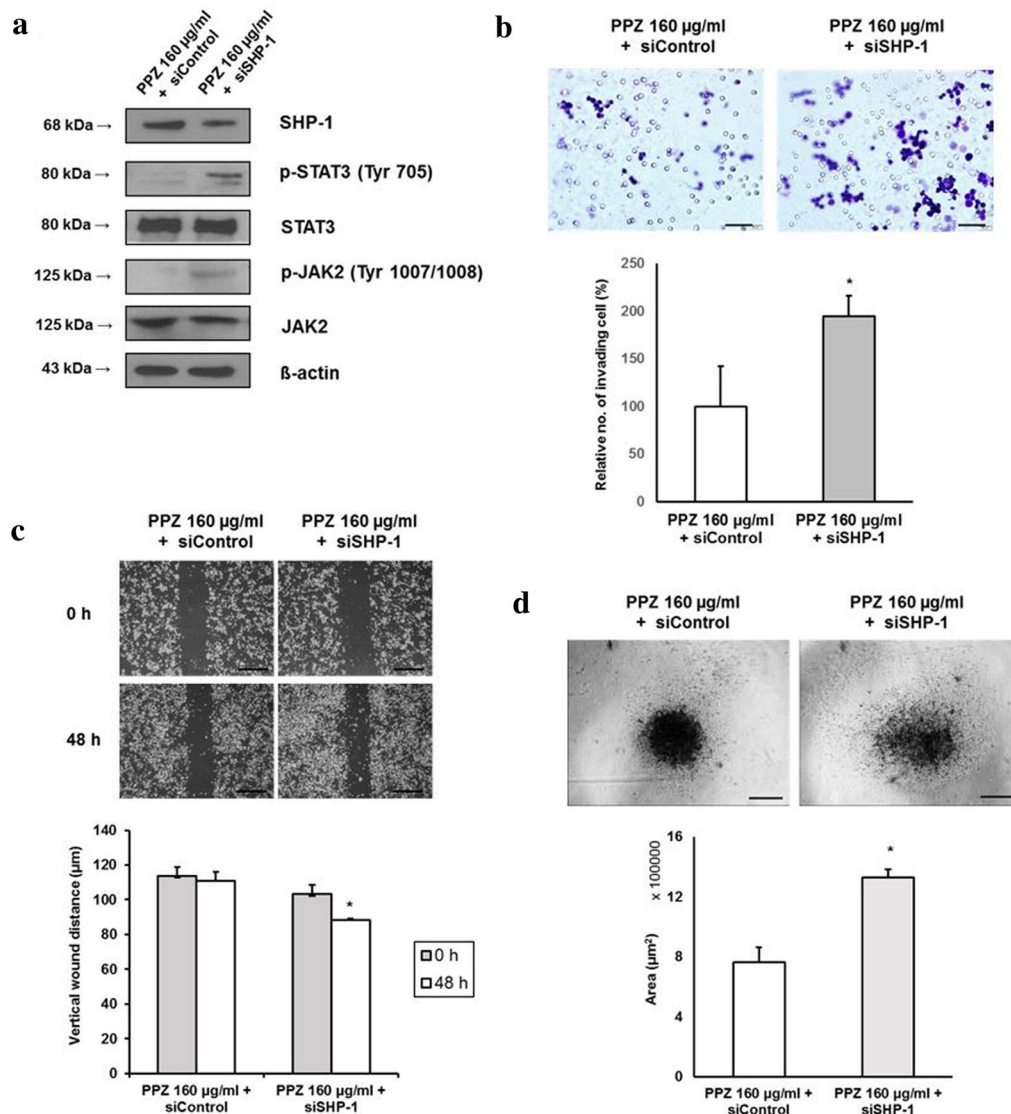 a
PPZ 160 µg/ml
+ siControl
PPZ 160 µg/ml
+ siSHP-1
68 kDa →
SHP-1
80 kDa →
p-STAT3 (Tyr 705)
80 kDa →
STAT3
125 kDa →
p-JAK2 (Tyr 1007/1008)
125 kDa →
JAK2
43 kDa →
ß-actin
b
PPZ 160 µg/ml
+ siControl
PPZ 160 µg/ml
+ siSHP-1
Relative no. of invading cell (%)
250
200
150
100
50
0
*
PPZ 160 µg/ml
+ siControl
PPZ 160 µg/ml
+ siSHP-1
c
PPZ 160 µg/ml
+ siControl
PPZ 160 µg/ml
+ siSHP-1
0 h
48 h
Vertical wound distance (µm)
140
120
100
80
60
40
20
0
*
0 h
48 h
PPZ 160 µg/ml +
siControl
PPZ 160 µg/ml +
siSHP-1
d
PPZ 160 µg/ml
+ siControl
PPZ 160 µg/ml
+ siSHP-1
Area (µm²)
x 100000
16
12
8
4
0
*
PPZ 160 µg/ml
+siControl
PPZ 160 µg/ml
+siSHP-1